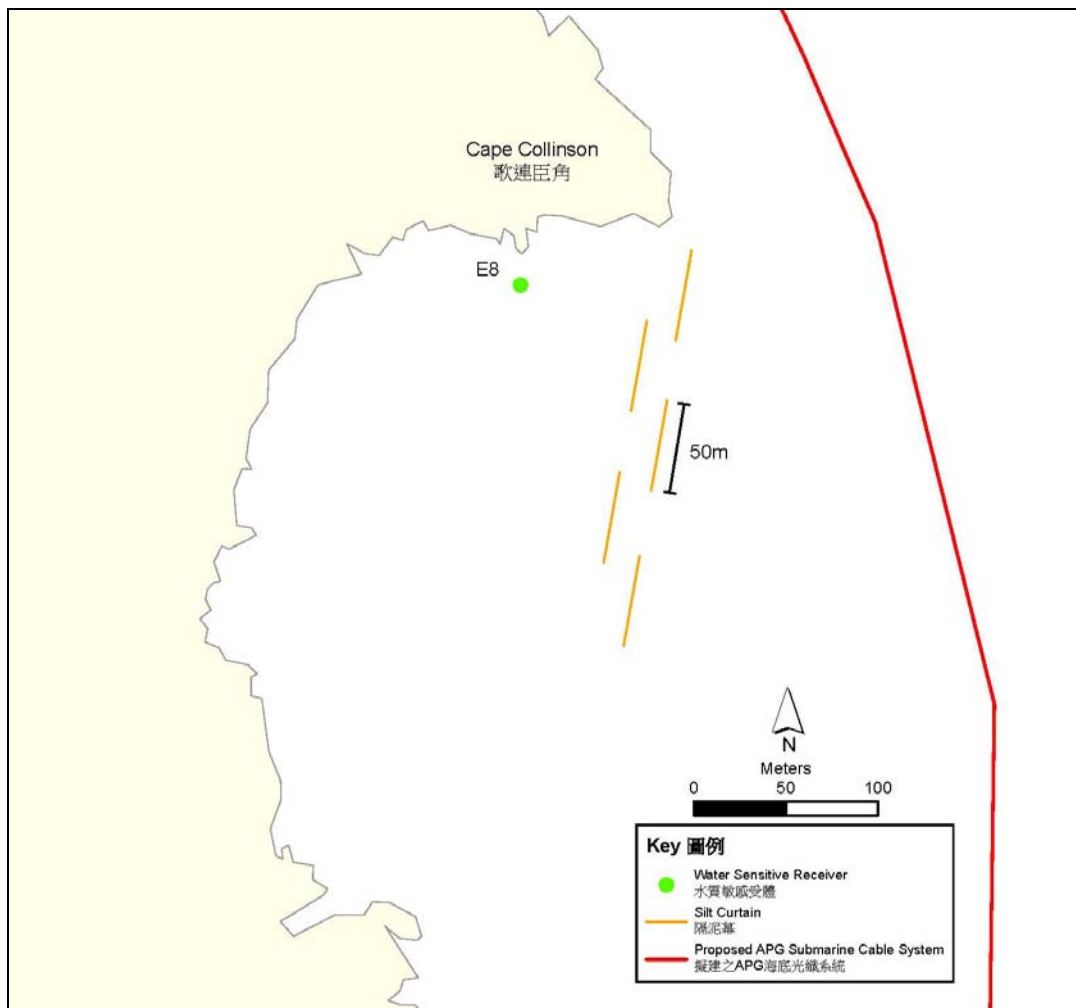 Cape Collinson
歌連臣角
E8
50m
N
Meters
0 50 100
Key 圖例
Water Sensitive Receiver
水質敏感受體
Silt Curtain
隔泥幕
Proposed APG Submarine Cable System
擬建之APG海底光纖系統